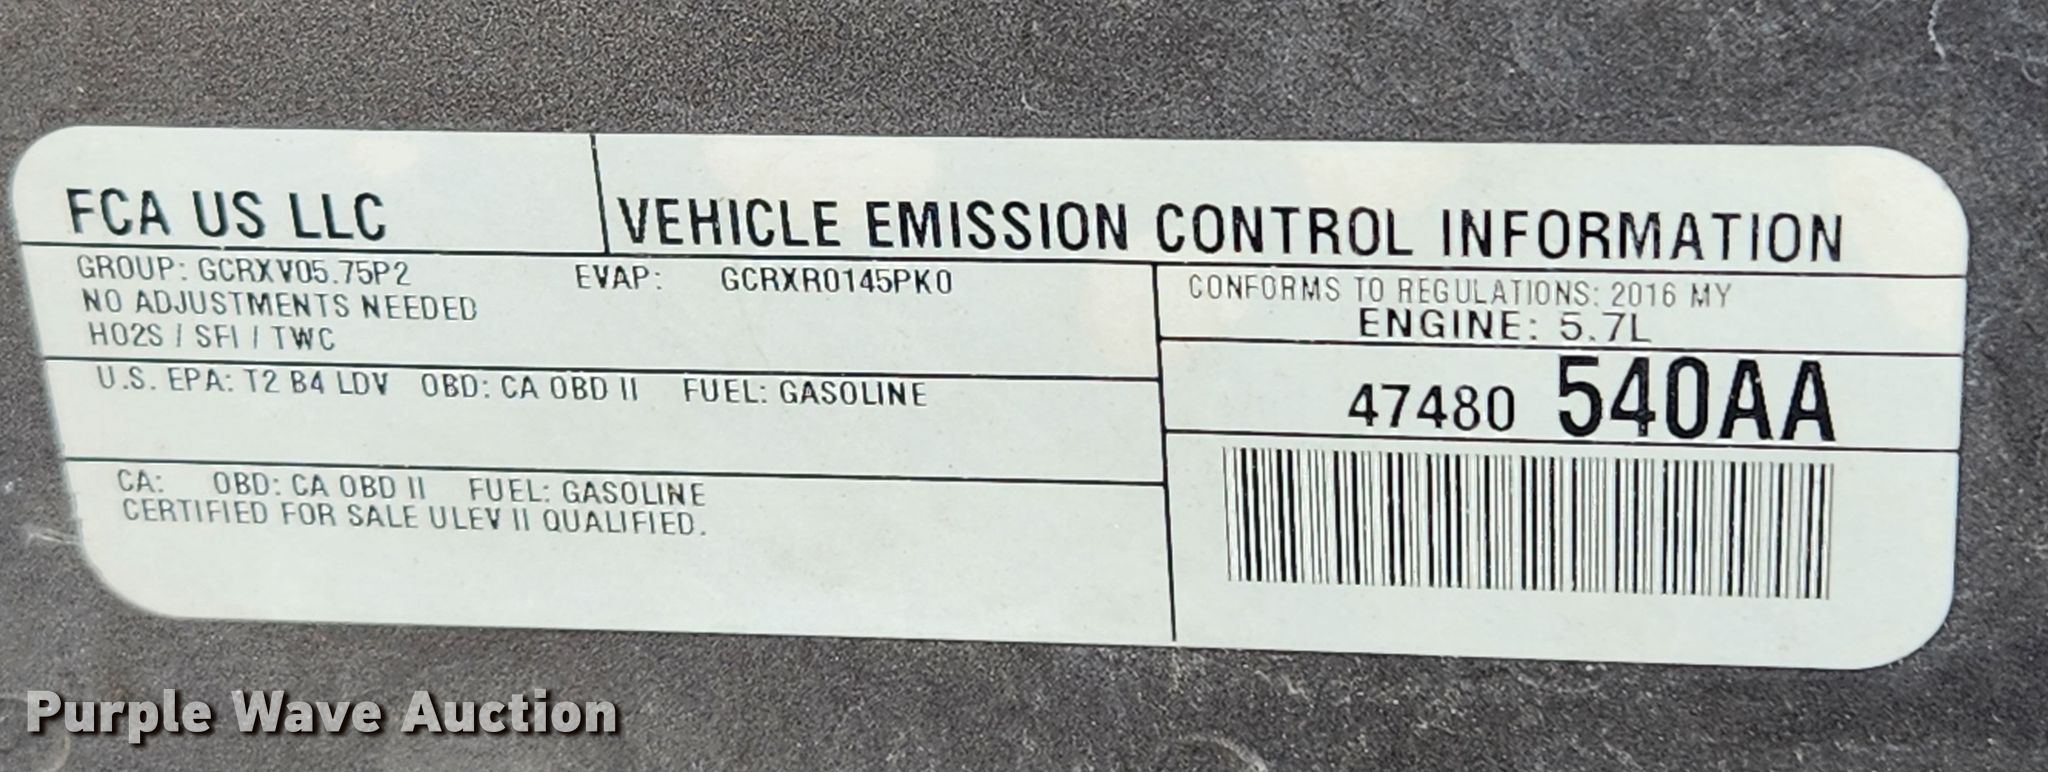 FCA US LLC
VEHICLE EMISSION CONTROL INFORMATION
GROUP: GCRXV05.75P2 EVAP: GCRXR0145PK0
NO ADJUSTMENTS NEEDED
HO2S / SFI / TWC
CONFORMS TO REGULATIONS: 2016 MY
ENGINE: 5.7L
U.S. EPA: T2 B4 LDV OBD: CA OBD II FUEL: GASOLINE
47480 540AA
CA: OBD: CA OBD II FUEL: GASOLINE
CERTIFIED FOR SALE ULEV II QUALIFIED.
Purple Wave Auction